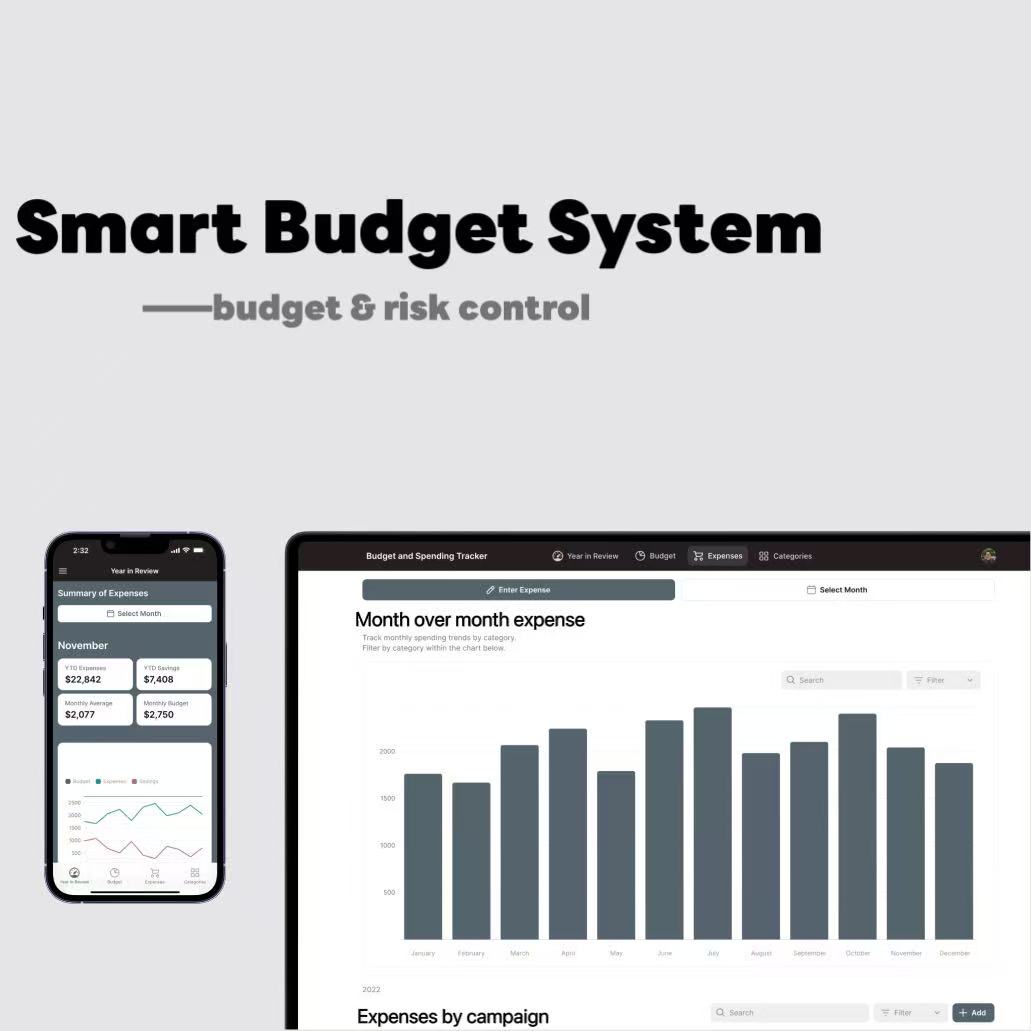 Smart Budget System
——budget & risk control
2:32
Year in Review
Summary of Expenses
Select Month
November
YTD Expenses
$22,842
YTD Savings
$7,408
Monthly Average
$2,077
Monthly Budget
$2,750
Budget Expenses Savings
2500
2000
1500
1000
500
Year in Review Budget Expenses Categories
Budget and Spending Tracker Year in Review Budget Expenses Categories
Enter Expense Select Month
Month over month expense
Track monthly spending trends by category.
Filter by category within the chart below.
Search Filter
2000
1500
1000
500
January February March April May June July August September October November December
2022
Expenses by campaign
Search Filter + Add